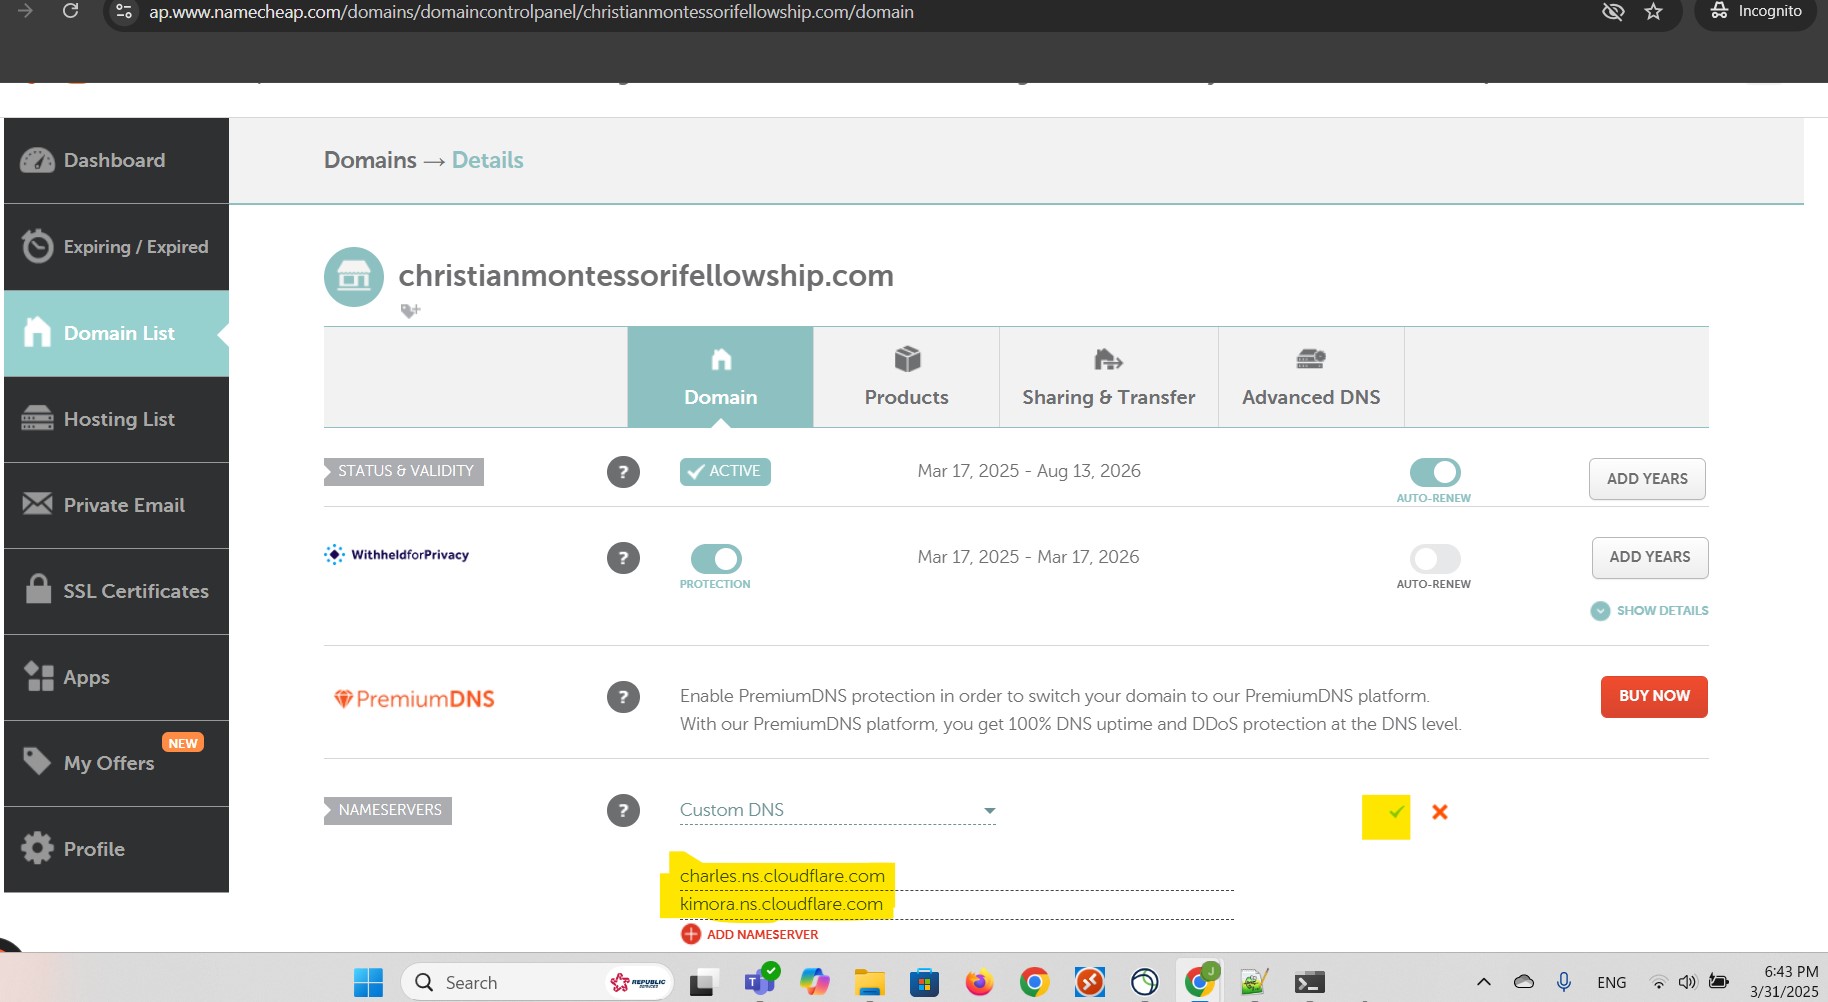 ap.www.namecheap.com/domains/domaincontrolpanel/christianmontessorifellowship.com/domain
Incognito
Dashboard
Expiring / Expired
Domain List
Hosting List
Private Email
SSL Certificates
Apps
NEW
My Offers
Profile
Domains → Details
christianmontessorifellowship.com
Domain
Products
Sharing & Transfer
Advanced DNS
STATUS & VALIDITY
?
ACTIVE
Mar 17, 2025 - Aug 13, 2026
AUTO-RENEW
ADD YEARS
WithheldforPrivacy
?
PROTECTION
Mar 17, 2025 - Mar 17, 2026
AUTO-RENEW
ADD YEARS
SHOW DETAILS
PremiumDNS
?
Enable PremiumDNS protection in order to switch your domain to our PremiumDNS platform.
With our PremiumDNS platform, you get 100% DNS uptime and DDoS protection at the DNS level.
BUY NOW
NAMESERVERS
?
Custom DNS
charles.ns.cloudflare.com
kimora.ns.cloudflare.com
ADD NAMESERVER
Search
REPUBLIC
SERVICES
J
ENG
6:43 PM
3/31/2025